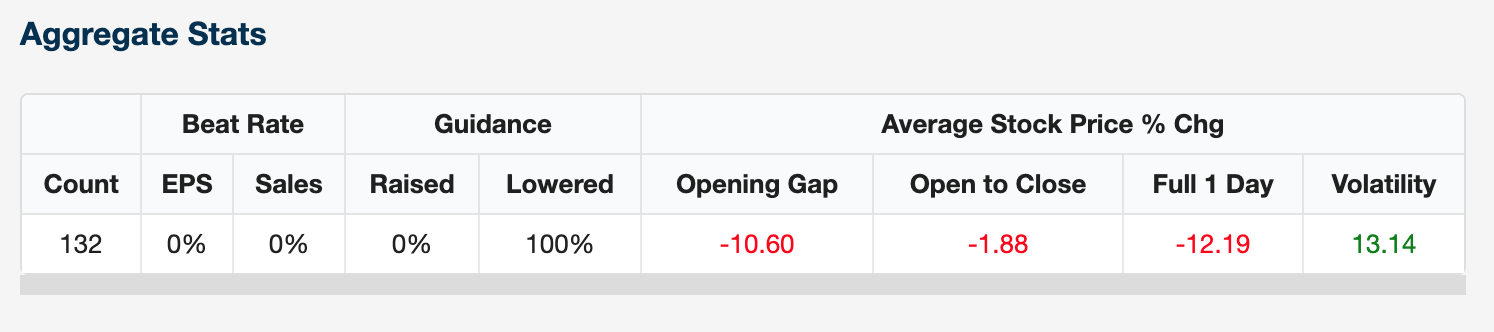 Aggregate Stats
Beat Rate Guidance Average Stock Price % Chg
Count EPS Sales Raised Lowered Opening Gap Open to Close Full 1 Day Volatility
132 0% 0% 0% 100% -10.60 -1.88 -12.19 13.14